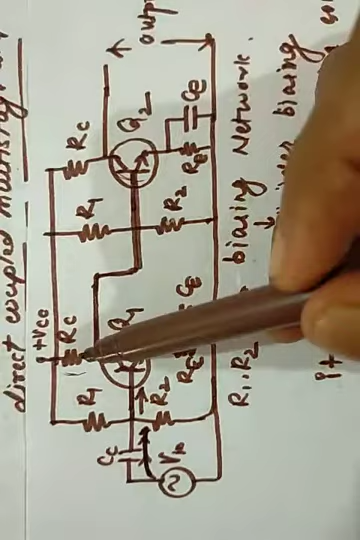 direct coupled
+Vcc
R1
Rc
R1
Rc
Q1
Q2
output
Cc
Vin
R2
RE
CE
R2
RE
CE
R1, R2
biasing Network.
biasing